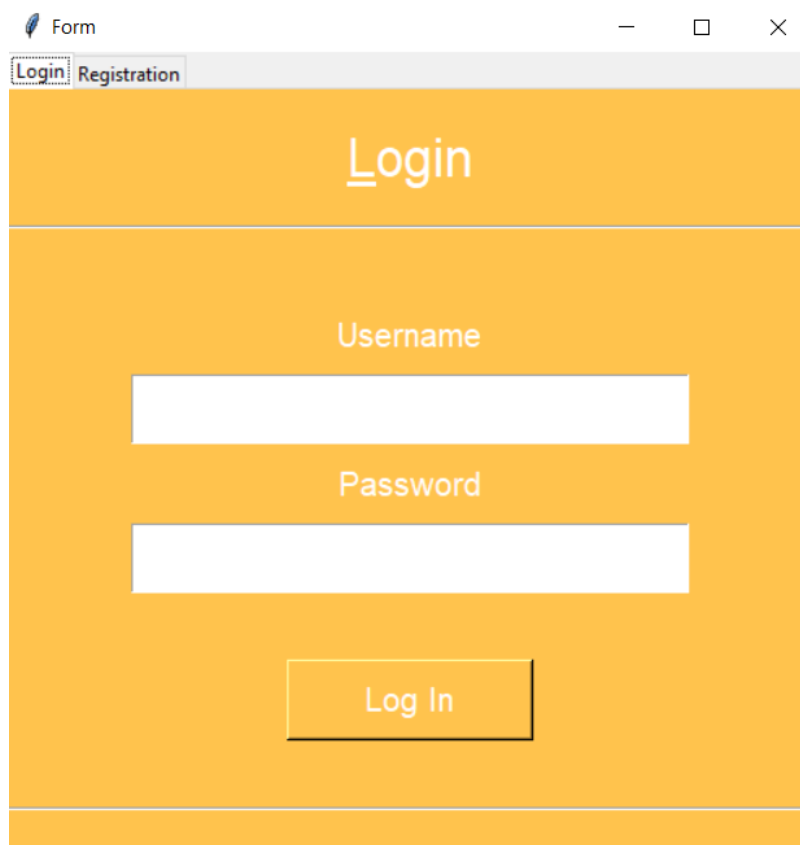 Form
Login Registration
Login
Username
Password
Log In